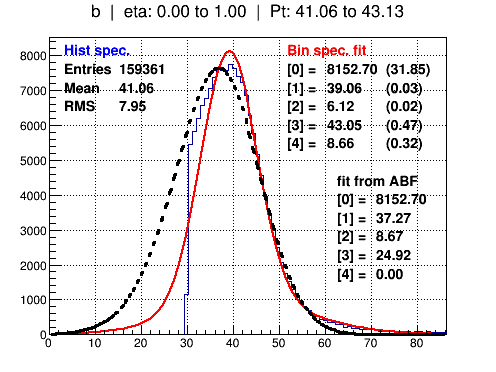 b | eta: 0.00 to 1.00 | Pt: 41.06 to 43.13
Hist spec.
Entries 159361
Mean 41.06
RMS 7.95
Bin spec. fit
[0] = 8152.70 (31.85)
[1] = 39.06 (0.03)
[2] = 6.12 (0.02)
[3] = 43.05 (0.47)
[4] = 8.66 (0.32)
fit from ABF
[0] = 8152.70
[1] = 37.27
[2] = 8.67
[3] = 24.92
[4] = 0.00
8000
7000
6000
5000
4000
3000
2000
1000
0
0 10 20 30 40 50 60 70 80